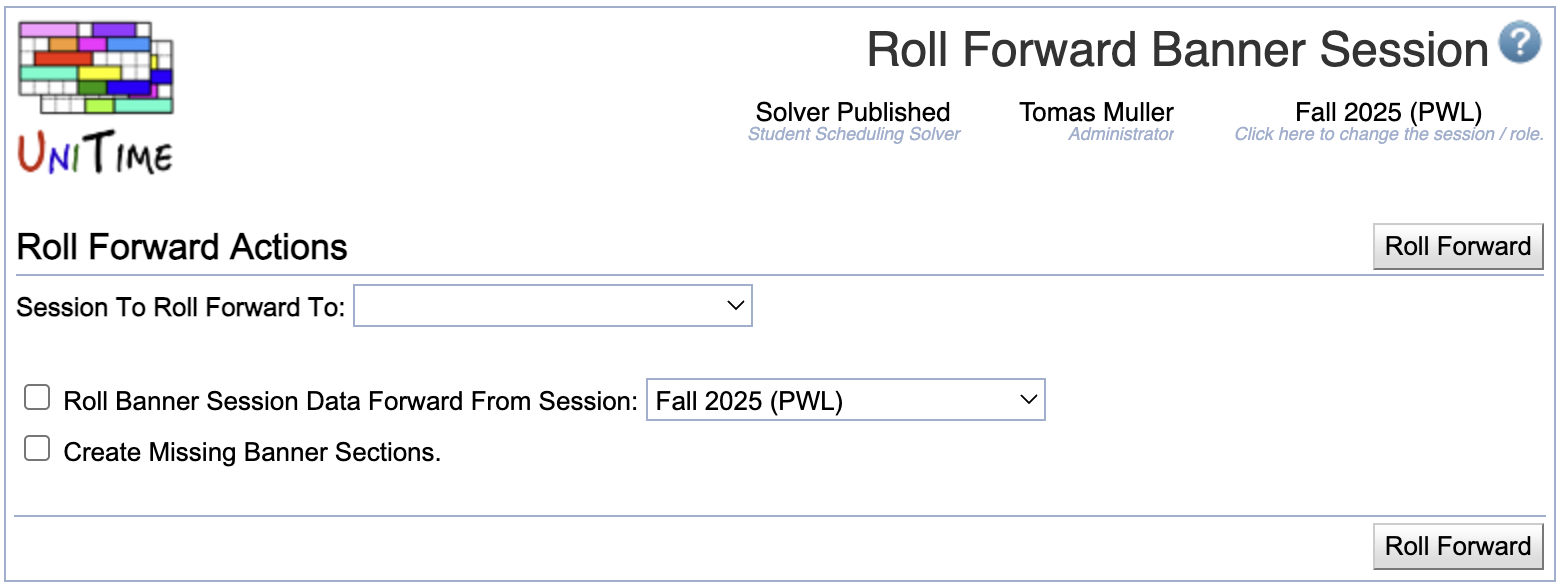 UNITIME
Roll Forward Banner Session ?
Solver Published Tomas Muller Fall 2025 (PWL)
Student Scheduling Solver Administrator Click here to change the session / role.
Roll Forward Actions Roll Forward
Session To Roll Forward To:
Roll Banner Session Data Forward From Session: Fall 2025 (PWL)
Create Missing Banner Sections.
Roll Forward